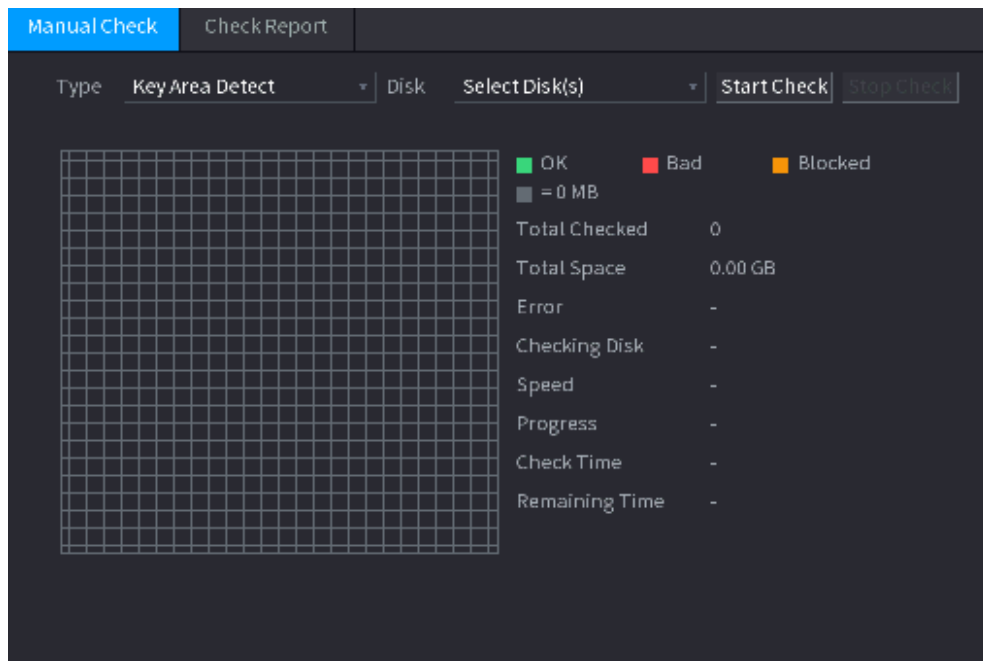 Manual Check Check Report
Type Key Area Detect Disk Select Disk(s) Start Check Stop Check
OK Bad Blocked
= 0 MB
Total Checked 0
Total Space 0.00 GB
Error -
Checking Disk -
Speed -
Progress -
Check Time -
Remaining Time -